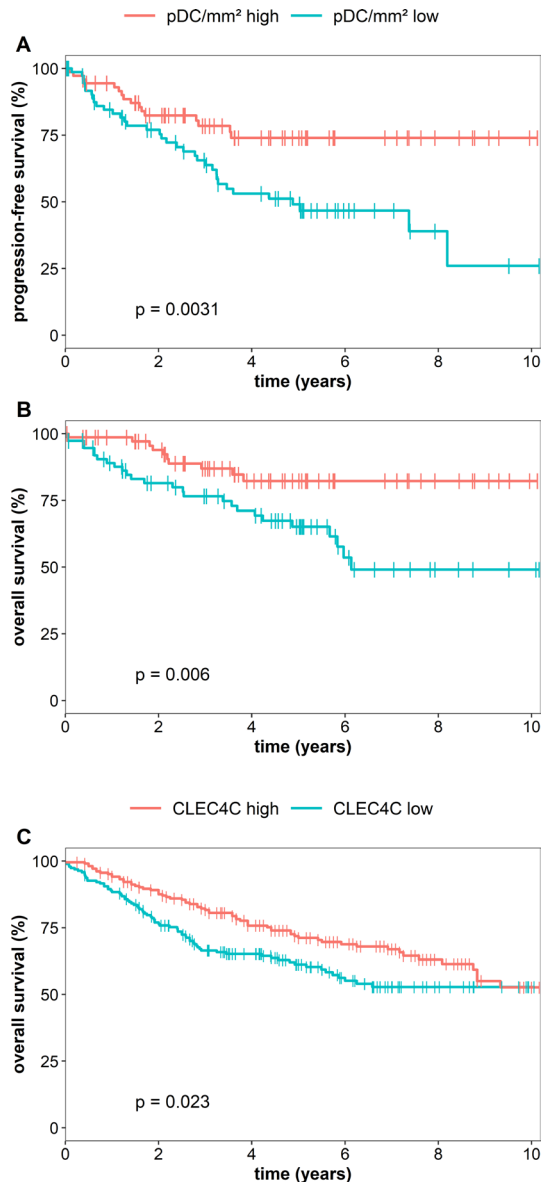 pDC/mm² high pDC/mm² low
A
progression-free survival (%)
100
75
50
25
0
p = 0.0031
0 2 4 6 8 10
time (years)
B
overall survival (%)
100
75
50
25
0
p = 0.006
0 2 4 6 8 10
time (years)
CLEC4C high CLEC4C low
C
overall survival (%)
100
75
50
25
0
p = 0.023
0 2 4 6 8 10
time (years)